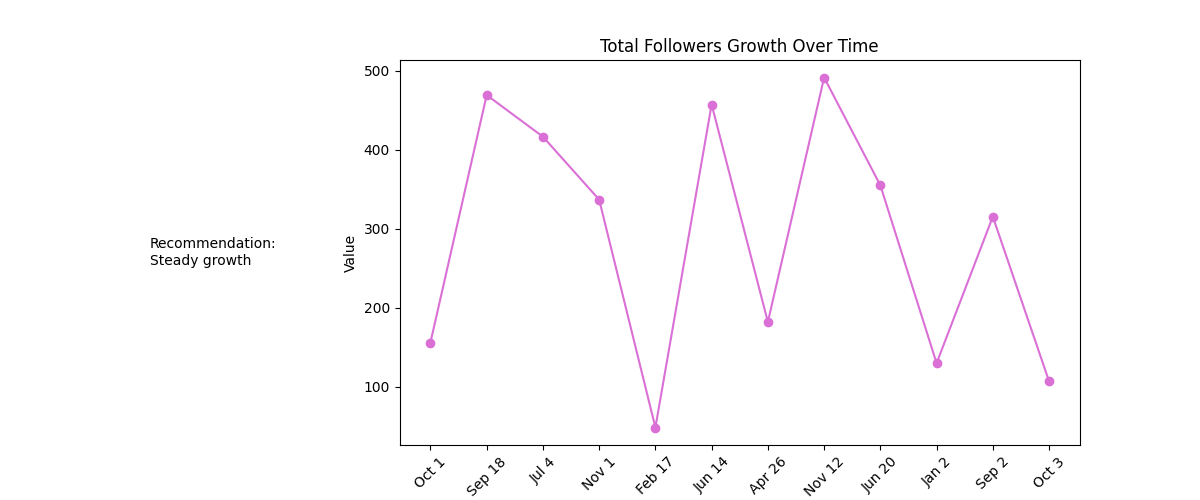 Total Followers Growth Over Time
500
400
300
200
100
Value
Recommendation:
Steady growth
Oct 1
Sep 18
Jul 4
Nov 1
Feb 17
Jun 14
Apr 26
Nov 12
Jun 20
Jan 2
Sep 2
Oct 3